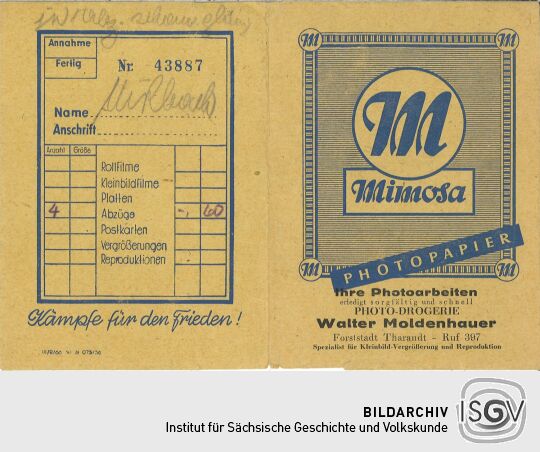 Annahme
Fertig
Nr. 43887
Name
Anschrift
Anzahl Größe
Rollfilme
Kleinbildfilme
Platten
4 Abzüge -, 60
Postkarten
Vergrößerungen
Reproduktionen
Kämpfe für den Frieden!
M M
M
Mimosa
PHOTOPAPIER
M M
Ihre Photoarbeiten
erledigt sorgfältig und schnell
PHOTO-DROGERIE
Walter Moldenhauer
Forststadt Tharandt - Ruf 397
Spezialist für Kleinbild-Vergrößerung und Reproduktion
BILDARCHIV
Institut für Sächsische Geschichte und Volkskunde
ISGV